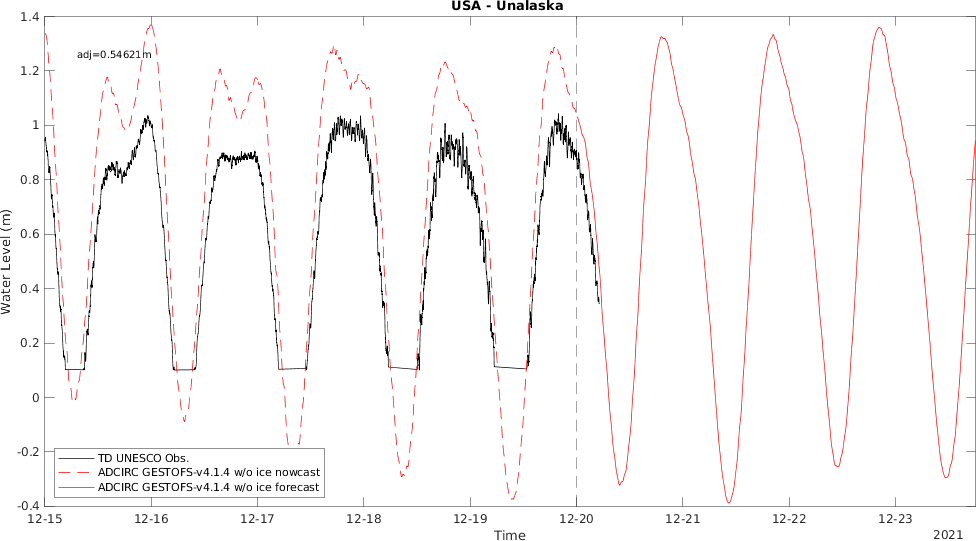 USA - Unalaska
1.4
adj=0.54621m
1.2
1
0.8
0.6
0.4
0.2
0
-0.2
-0.4
Water Level (m)
TD UNESCO Obs.
ADCIRC GESTOFS-v4.1.4 w/o ice nowcast
ADCIRC GESTOFS-v4.1.4 w/o ice forecast
12-15 12-16 12-17 12-18 12-19 12-20 12-21 12-22 12-23
Time
2021